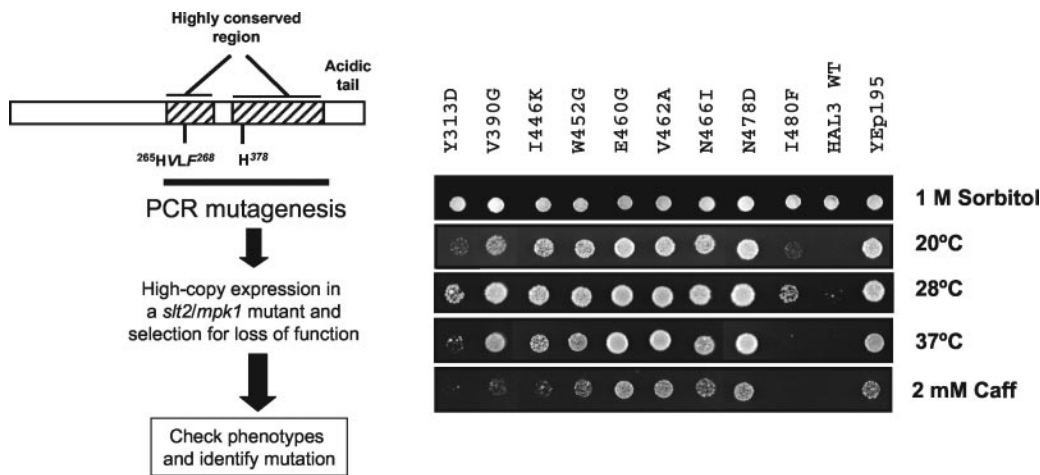 Highly conserved
region
Acidic
tail
²⁶⁵HVLF²⁶⁸
H³⁷⁸
PCR mutagenesis
High-copy expression in
a slt2/mpk1 mutant and
selection for loss of function
Check phenotypes
and identify mutation
Y313D
V390G
I446K
W452G
E460G
V462A
N466I
N478D
I480F
HAL3 WT
YEp195
1 M Sorbitol
20ºC
28ºC
37ºC
2 mM Caff